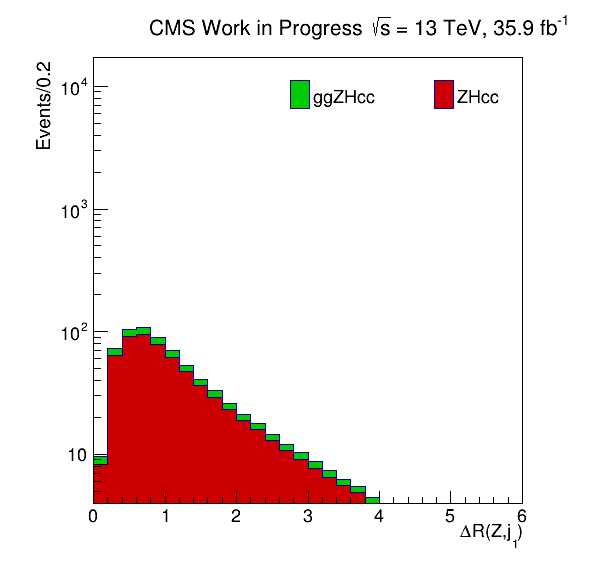 CMS Work in Progress √s = 13 TeV, 35.9 fb⁻¹
Events/0.2
ggZHcc ZHcc
10⁴
10³
10²
10
0 1 2 3 4 5 6
ΔR(Z,j₁)